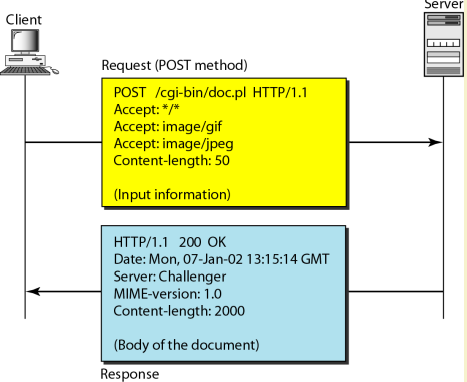 Client
Server
Request (POST method)
POST /cgi-bin/doc.pl HTTP/1.1
Accept: */*
Accept: image/gif
Accept: image/jpeg
Content-length: 50
(Input information)
HTTP/1.1 200 OK
Date: Mon, 07-Jan-02 13:15:14 GMT
Server: Challenger
MIME-version: 1.0
Content-length: 2000
(Body of the document)
Response